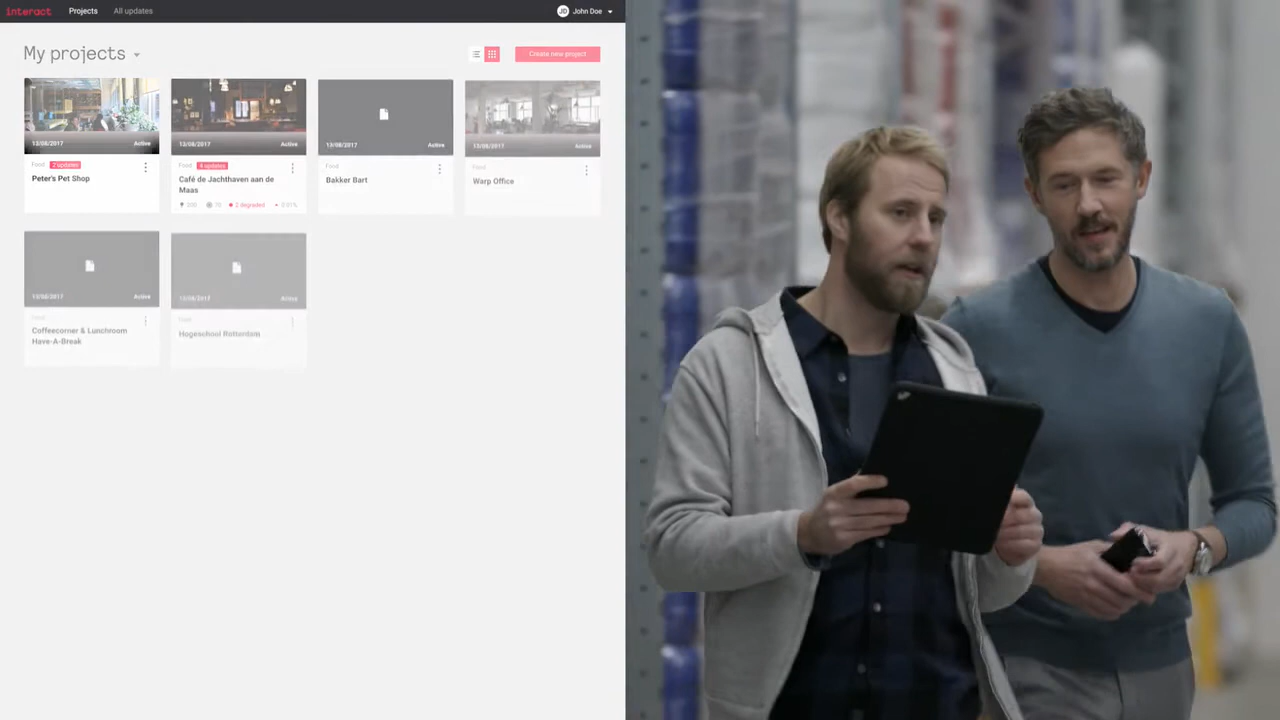 interact Projects All updates JD John Doe
My projects
Create new project
13/08/2017 Active
13/08/2017 Active
13/08/2017 Active
13/08/2017 Active
Food 2 updates
Peter's Pet Shop
Food 4 updates
Café de Jachthaven aan de
Maas
2 degraded
Food
Bakker Bart
Food
Warp Office
13/08/2017 Active
13/08/2017 Active
Food
Coffeecorner & Lunchroom
Have-A-Break
Food
Hogeschool Rotterdam